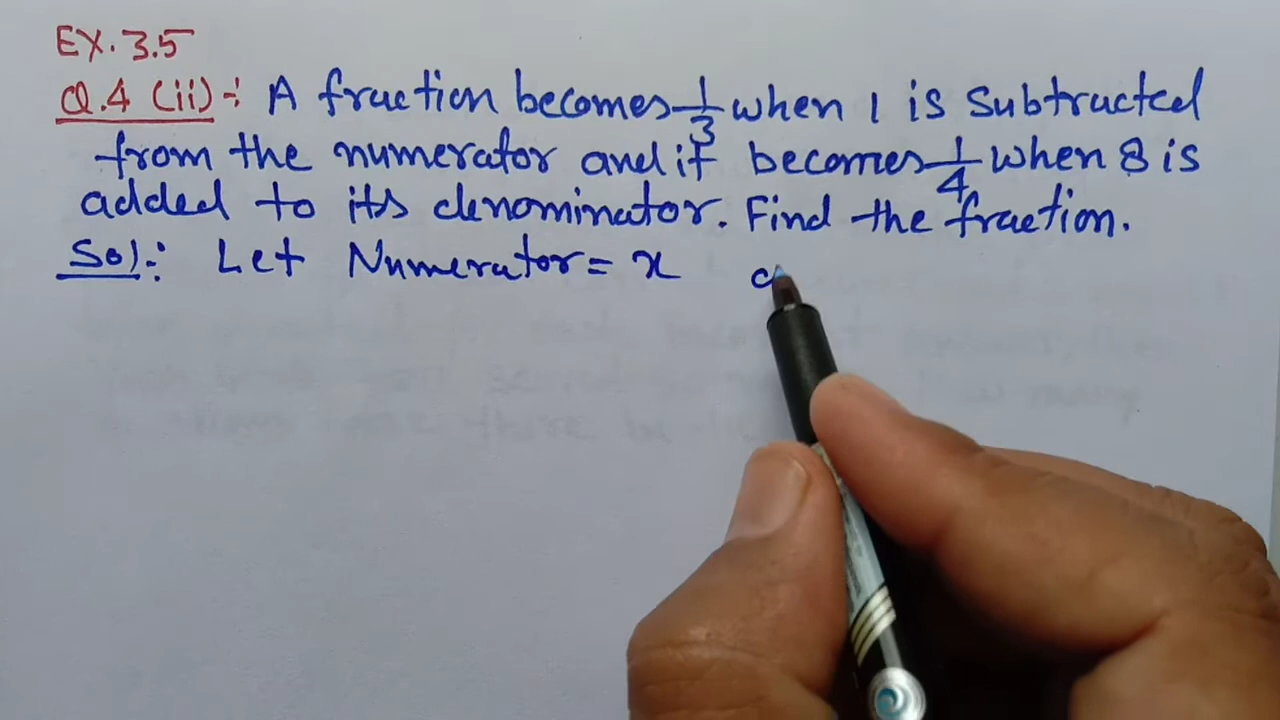 EX. 3.5
Q.4 (ii) :- A fraction becomes 1/3 when 1 is subtracted
from the numerator and it becomes 1/4 when 8 is
added to its denominator. Find the fraction.
Sol :- Let Numerator = x